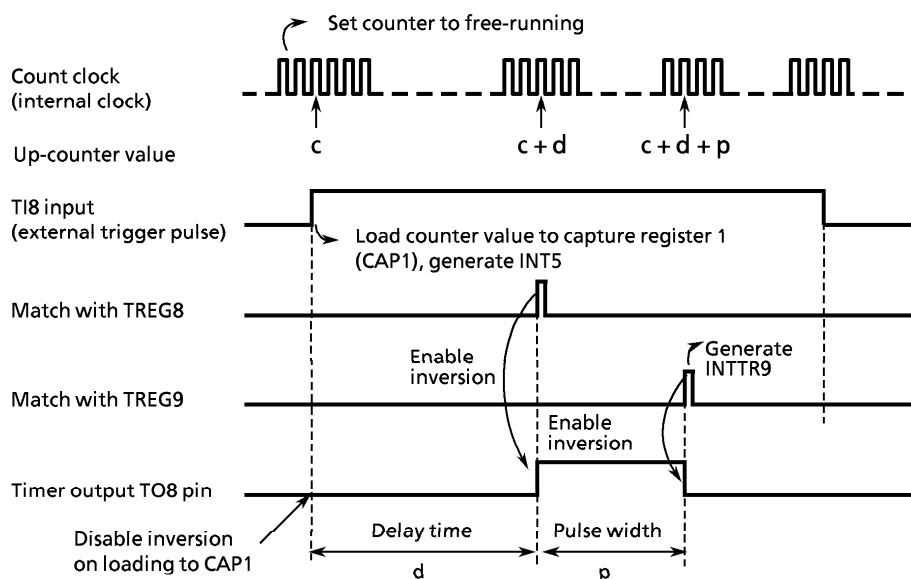 Set counter to free-running
Count clock
(internal clock)
Up-counter value
c
c + d
c + d + p
TI8 input
(external trigger pulse)
Load counter value to capture register 1
(CAP1), generate INT5
Match with TREG8
Enable
inversion
Generate
INTTR9
Match with TREG9
Enable
inversion
Timer output TO8 pin
Disable inversion
on loading to CAP1
Delay time
Pulse width
d
p